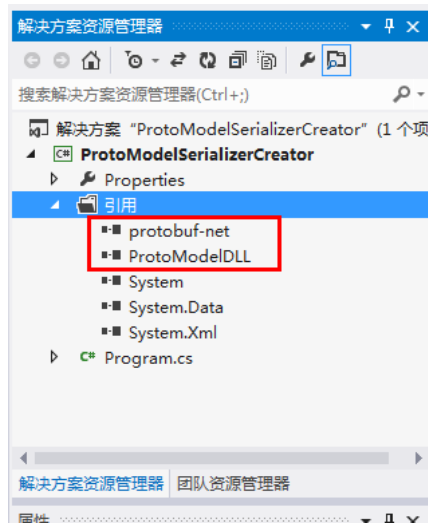 解决方案资源管理器
搜索解决方案资源管理器(Ctrl+;)
解决方案 “ProtoModelSerializerCreator” (1 个项
C# ProtoModelSerializerCreator
Properties
引用
protobuf-net
ProtoModelDLL
System
System.Data
System.Xml
C# Program.cs
解决方案资源管理器 团队资源管理器
属性